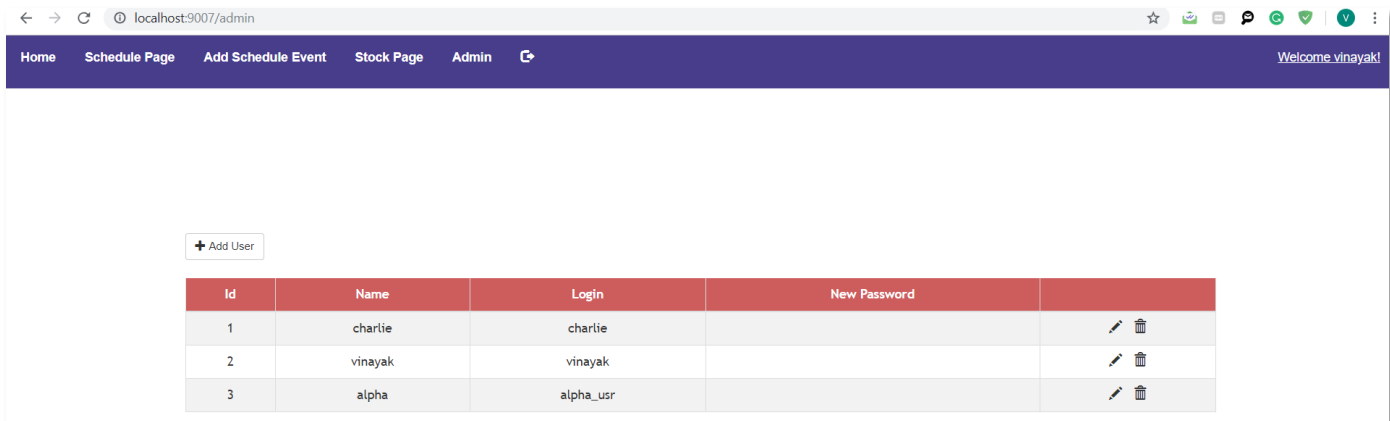 localhost:9007/admin
V
Home Schedule Page Add Schedule Event Stock Page Admin Welcome vinayak!
Add User
Id Name Login New Password
1 charlie charlie
2 vinayak vinayak
3 alpha alpha_usr